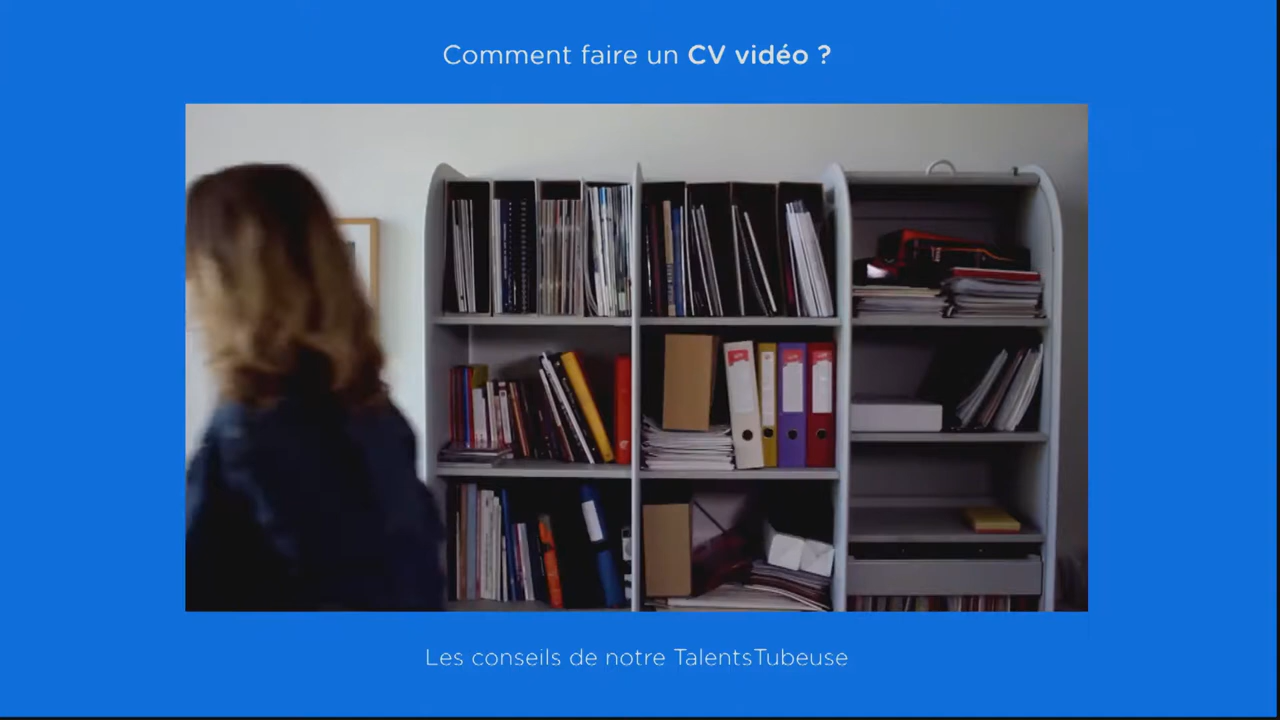 Comment faire un CV vidéo ?
Les conseils de notre TalentsTubeuse